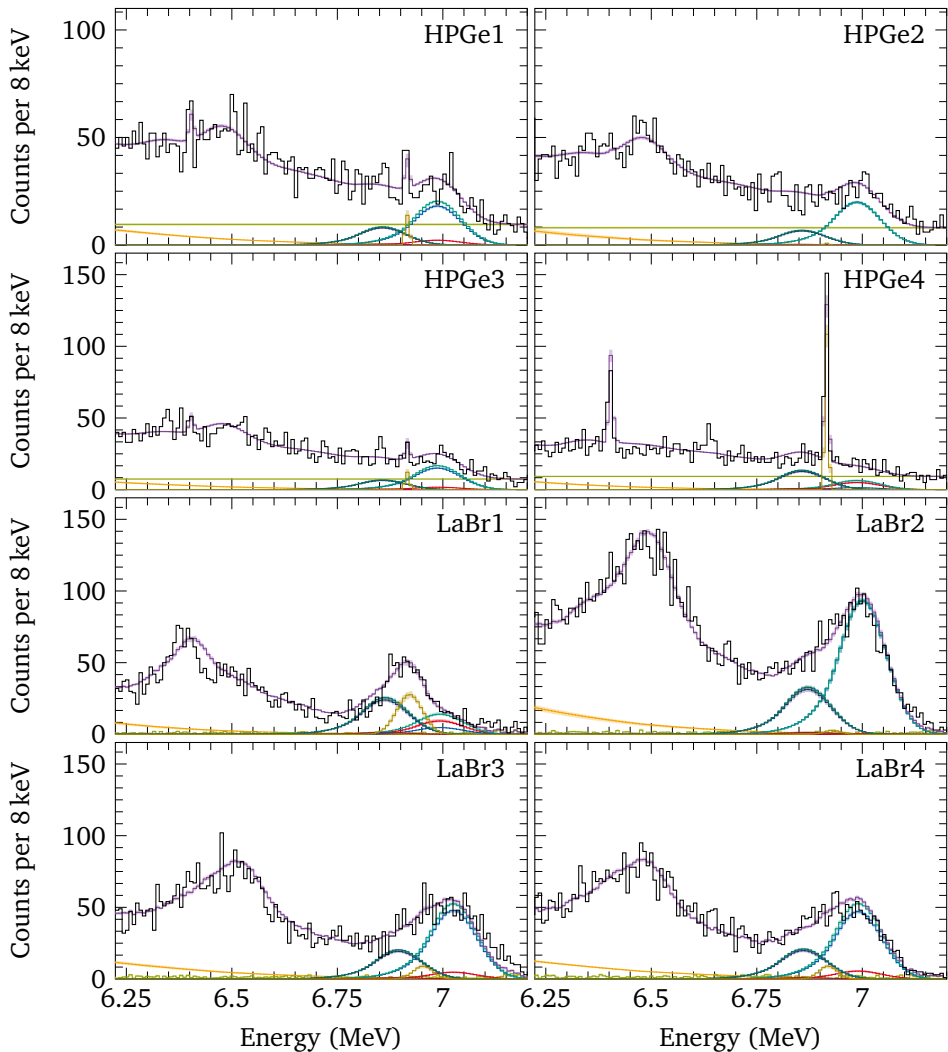 HPGe1
HPGe2
100
50
0
Counts per 8 keV
HPGe3
HPGe4
150
100
50
0
Counts per 8 keV
LaBr1
LaBr2
150
100
50
0
Counts per 8 keV
LaBr3
LaBr4
150
100
50
0
Counts per 8 keV
6.25 6.5 6.75 7
6.25 6.5 6.75 7
Energy (MeV)
Energy (MeV)